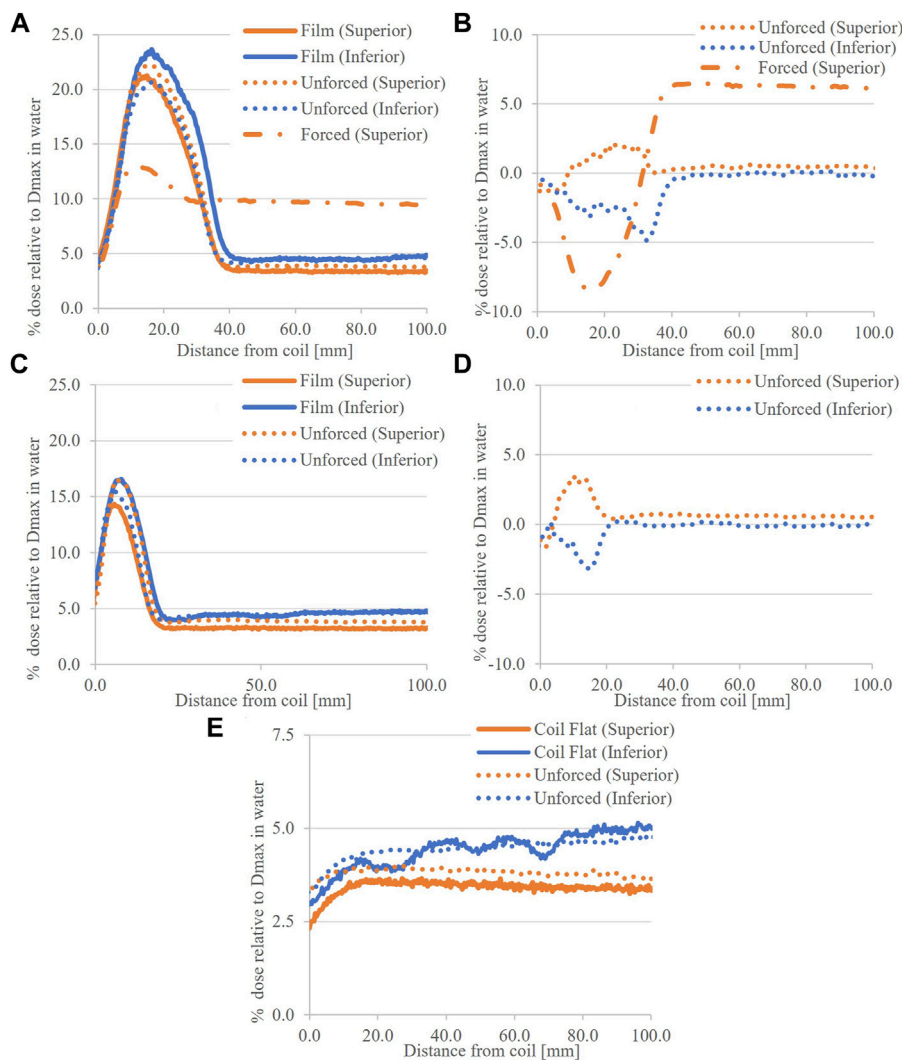 A
25.0
20.0
15.0
10.0
5.0
0.0
% dose relative to Dmax in water
0.0 20.0 40.0 60.0 80.0 100.0
Distance from coil [mm]
Film (Superior)
Film (Inferior)
Unforced (Superior)
Unforced (Inferior)
Forced (Superior)
B
10.0
5.0
0.0
-5.0
-10.0
% dose relative to Dmax in water
0.0 20.0 40.0 60.0 80.0 100.0
Distance from coil [mm]
Unforced (Superior)
Unforced (Inferior)
Forced (Superior)
C
25.0
20.0
15.0
10.0
5.0
0.0
% dose relative to Dmax in water
0.0 50.0 100.0
Distance from coil [mm]
Film (Superior)
Film (Inferior)
Unforced (Superior)
Unforced (Inferior)
D
10.0
5.0
0.0
-5.0
-10.0
% dose relative to Dmax in water
0.0 20.0 40.0 60.0 80.0 100.0
Distance from coil [mm]
Unforced (Superior)
Unforced (Inferior)
E
7.5
5.0
2.5
0.0
% dose relative to Dmax in water
0.0 20.0 40.0 60.0 80.0 100.0
Distance from coil [mm]
Coil Flat (Superior)
Coil Flat (Inferior)
Unforced (Superior)
Unforced (Inferior)